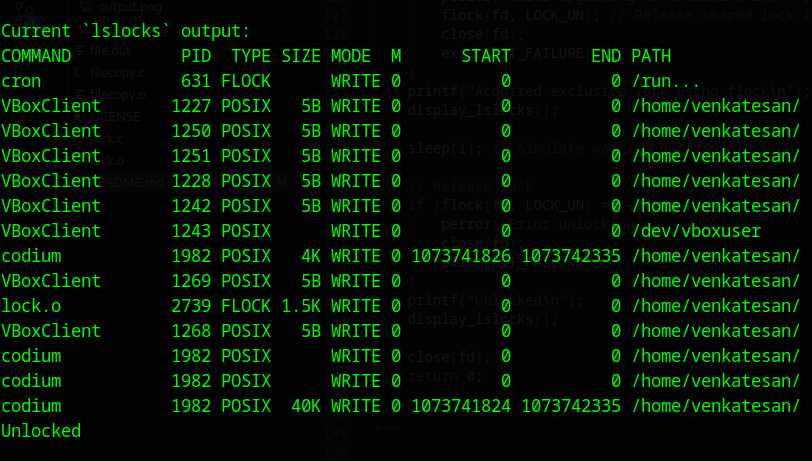 Current `lslocks` output:
COMMAND           PID  TYPE SIZE MODE  M      START        END PATH
cron              631 FLOCK      WRITE 0          0          0 /run...
VBoxClient       1227 POSIX   5B WRITE 0          0          0 /home/venkatesan/
VBoxClient       1250 POSIX   5B WRITE 0          0          0 /home/venkatesan/
VBoxClient       1251 POSIX   5B WRITE 0          0          0 /home/venkatesan/
VBoxClient       1228 POSIX   5B WRITE 0          0          0 /home/venkatesan/
VBoxClient       1242 POSIX   5B WRITE 0          0          0 /home/venkatesan/
VBoxClient       1243 POSIX      WRITE 0          0          0 /dev/vboxuser
codium           1982 POSIX   4K WRITE 0 1073741826 1073742335 /home/venkatesan/
VBoxClient       1269 POSIX   5B WRITE 0          0          0 /home/venkatesan/
lock.o           2739 FLOCK 1.5K WRITE 0          0          0 /home/venkatesan/
VBoxClient       1268 POSIX   5B WRITE 0          0          0 /home/venkatesan/
codium           1982 POSIX      WRITE 0          0          0 /home/venkatesan/
codium           1982 POSIX      WRITE 0          0          0 /home/venkatesan/
codium           1982 POSIX  40K WRITE 0 1073741824 1073742335 /home/venkatesan/
Unlocked